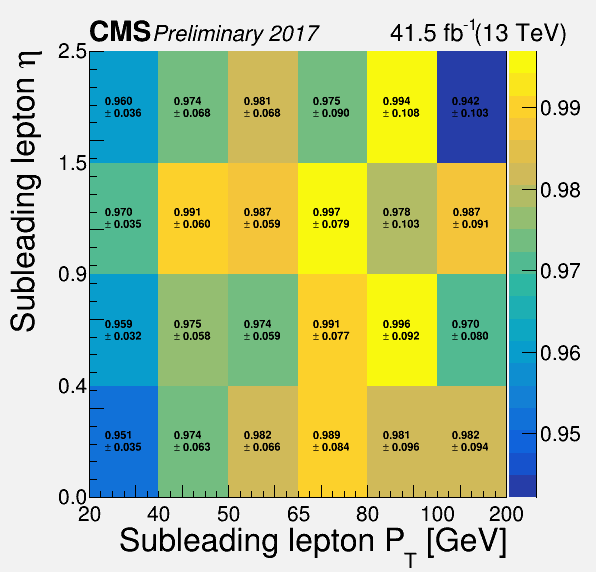 CMS Preliminary 2017 41.5 fb⁻¹(13 TeV)
Subleading lepton η
2.5
0.960 0.974 0.981 0.975 0.994 0.942
± 0.036 ± 0.068 ± 0.068 ± 0.090 ± 0.108 ± 0.103
0.99
1.5
0.98
0.970 0.991 0.987 0.997 0.978 0.987
± 0.035 ± 0.060 ± 0.059 ± 0.079 ± 0.103 ± 0.091
0.97
0.9
0.959 0.975 0.974 0.991 0.996 0.970
± 0.032 ± 0.058 ± 0.059 ± 0.077 ± 0.092 ± 0.080
0.96
0.4
0.951 0.974 0.982 0.989 0.981 0.982
± 0.035 ± 0.063 ± 0.066 ± 0.084 ± 0.096 ± 0.094
0.95
0.0
20 40 50 65 80 100 200
Subleading lepton P_T [GeV]